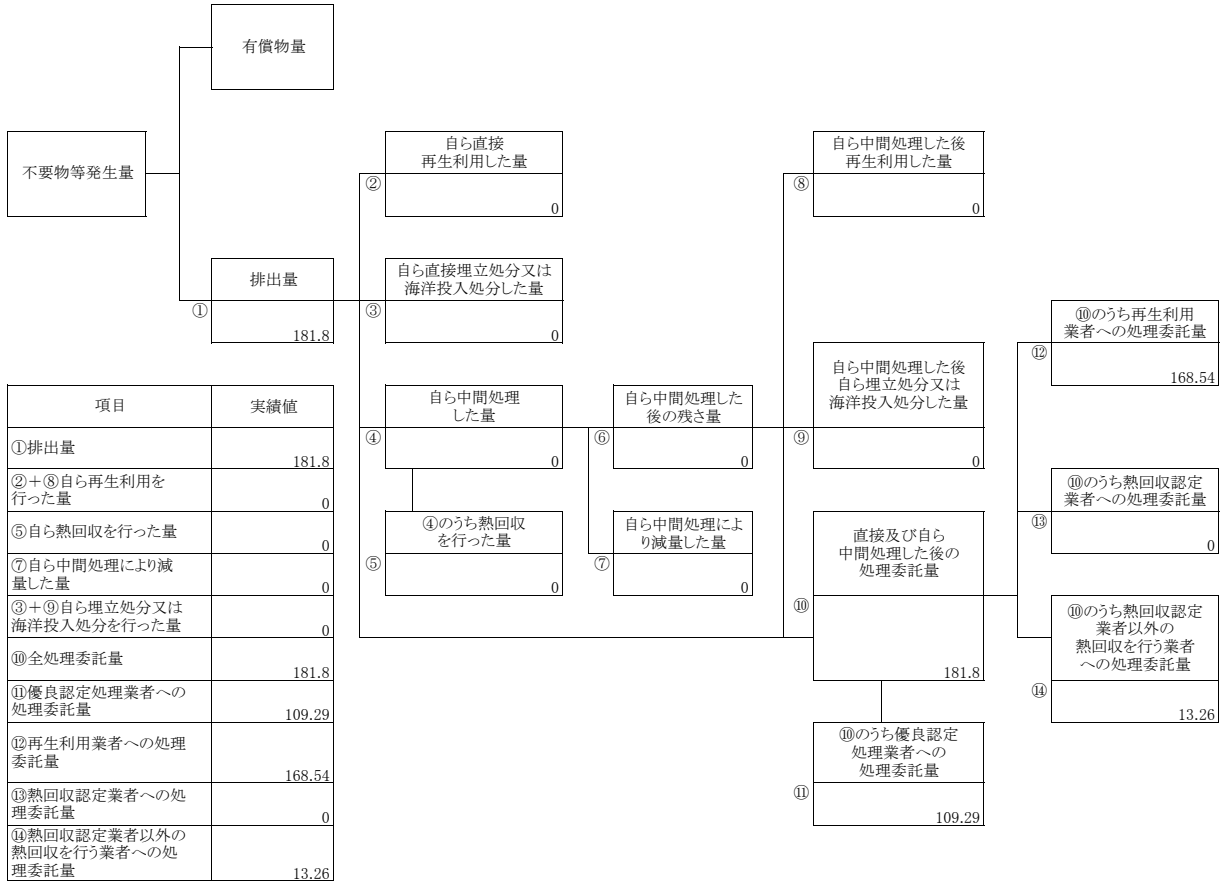 有償物量
不要物等発生量
自ら直接
再生利用した量
②
0
自ら中間処理した後
再生利用した量
⑧
0
排出量
①
181.8
自ら直接埋立処分又は
海洋投入処分した量
③
0
⑩のうち再生利用
業者への処理委託量
⑫
168.54
自ら中間処理
した量
④
0
自ら中間処理した
後の残さ量
⑥
0
自ら中間処理した後
自ら埋立処分又は
海洋投入処分した量
⑨
0
⑩のうち熱回収認定
業者への処理委託量
⑬
0
④のうち熱回収
を行った量
⑤
0
自ら中間処理によ
り減量した量
⑦
0
直接及び自ら
中間処理した後の
処理委託量
⑩
181.8
⑩のうち熱回収認定
業者以外の
熱回収を行う業者
への処理委託量
⑭
13.26
⑩のうち優良認定
処理業者への
処理委託量
⑪
109.29
項目 実績値
①排出量
181.8
②+⑧自ら再生利用を
行った量
0
⑤自ら熱回収を行った量
0
⑦自ら中間処理により減
量した量
0
③+⑨自ら埋立処分又は
海洋投入処分を行った量
0
⑩全処理委託量
181.8
⑪優良認定処理業者への
処理委託量
109.29
⑫再生利用業者への処理
委託量
168.54
⑬熱回収認定業者への処
理委託量
0
⑭熱回収認定業者以外の
熱回収を行う業者への処
理委託量
13.26